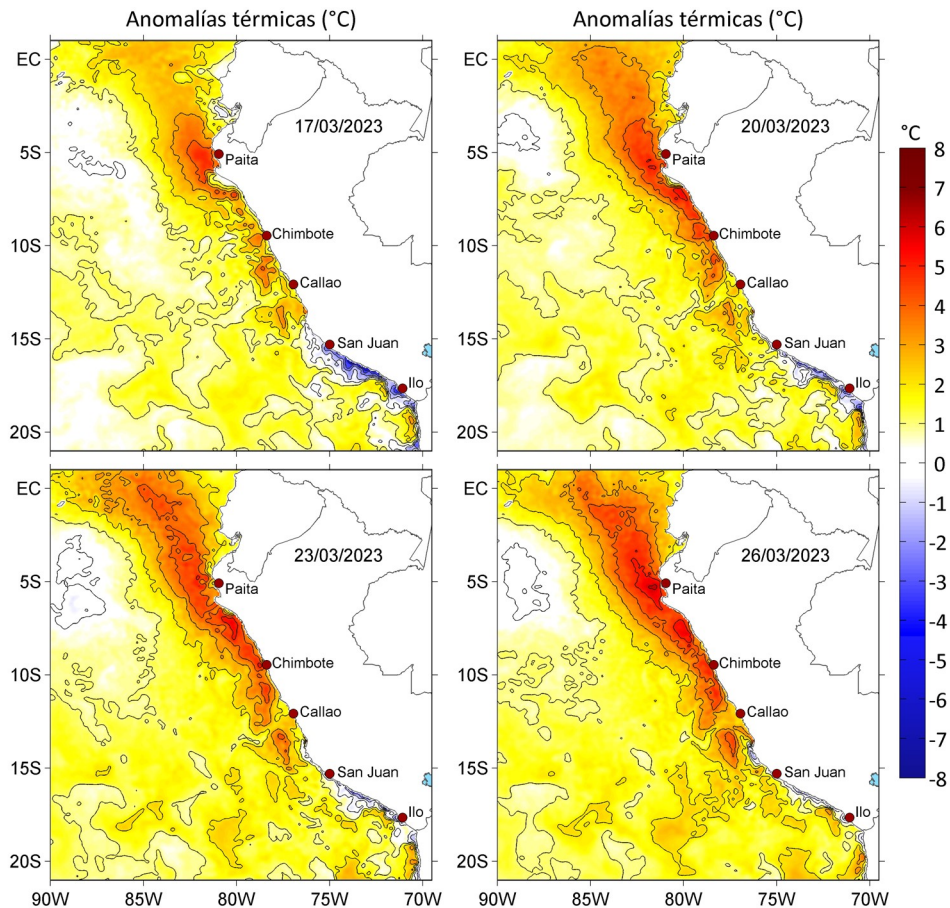 Anomalías térmicas (°C)
Anomalías térmicas (°C)
EC
5S
10S
15S
20S
17/03/2023
Paita
Chimbote
Callao
San Juan
Ilo
EC
5S
10S
15S
20S
20/03/2023
Paita
Chimbote
Callao
San Juan
Ilo
°C
8
7
6
5
4
3
2
1
0
-1
-2
-3
-4
-5
-6
-7
-8
EC
5S
10S
15S
20S
23/03/2023
Paita
Chimbote
Callao
San Juan
Ilo
90W
85W
80W
75W
70W
EC
5S
10S
15S
20S
26/03/2023
Paita
Chimbote
Callao
San Juan
Ilo
90W
85W
80W
75W
70W